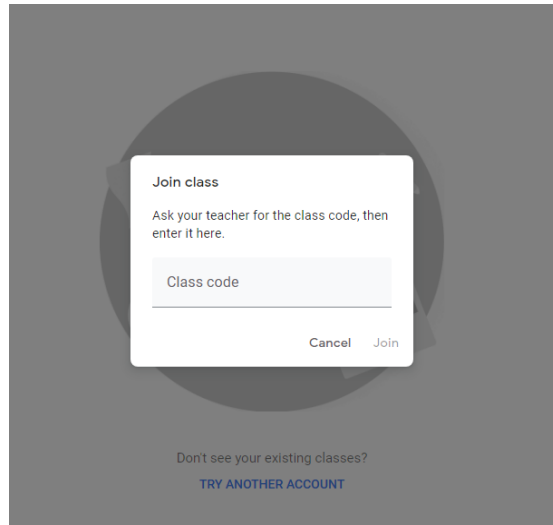 Join class
Ask your teacher for the class code, then
enter it here.
Class code
Cancel Join
Don't see your existing classes?
TRY ANOTHER ACCOUNT